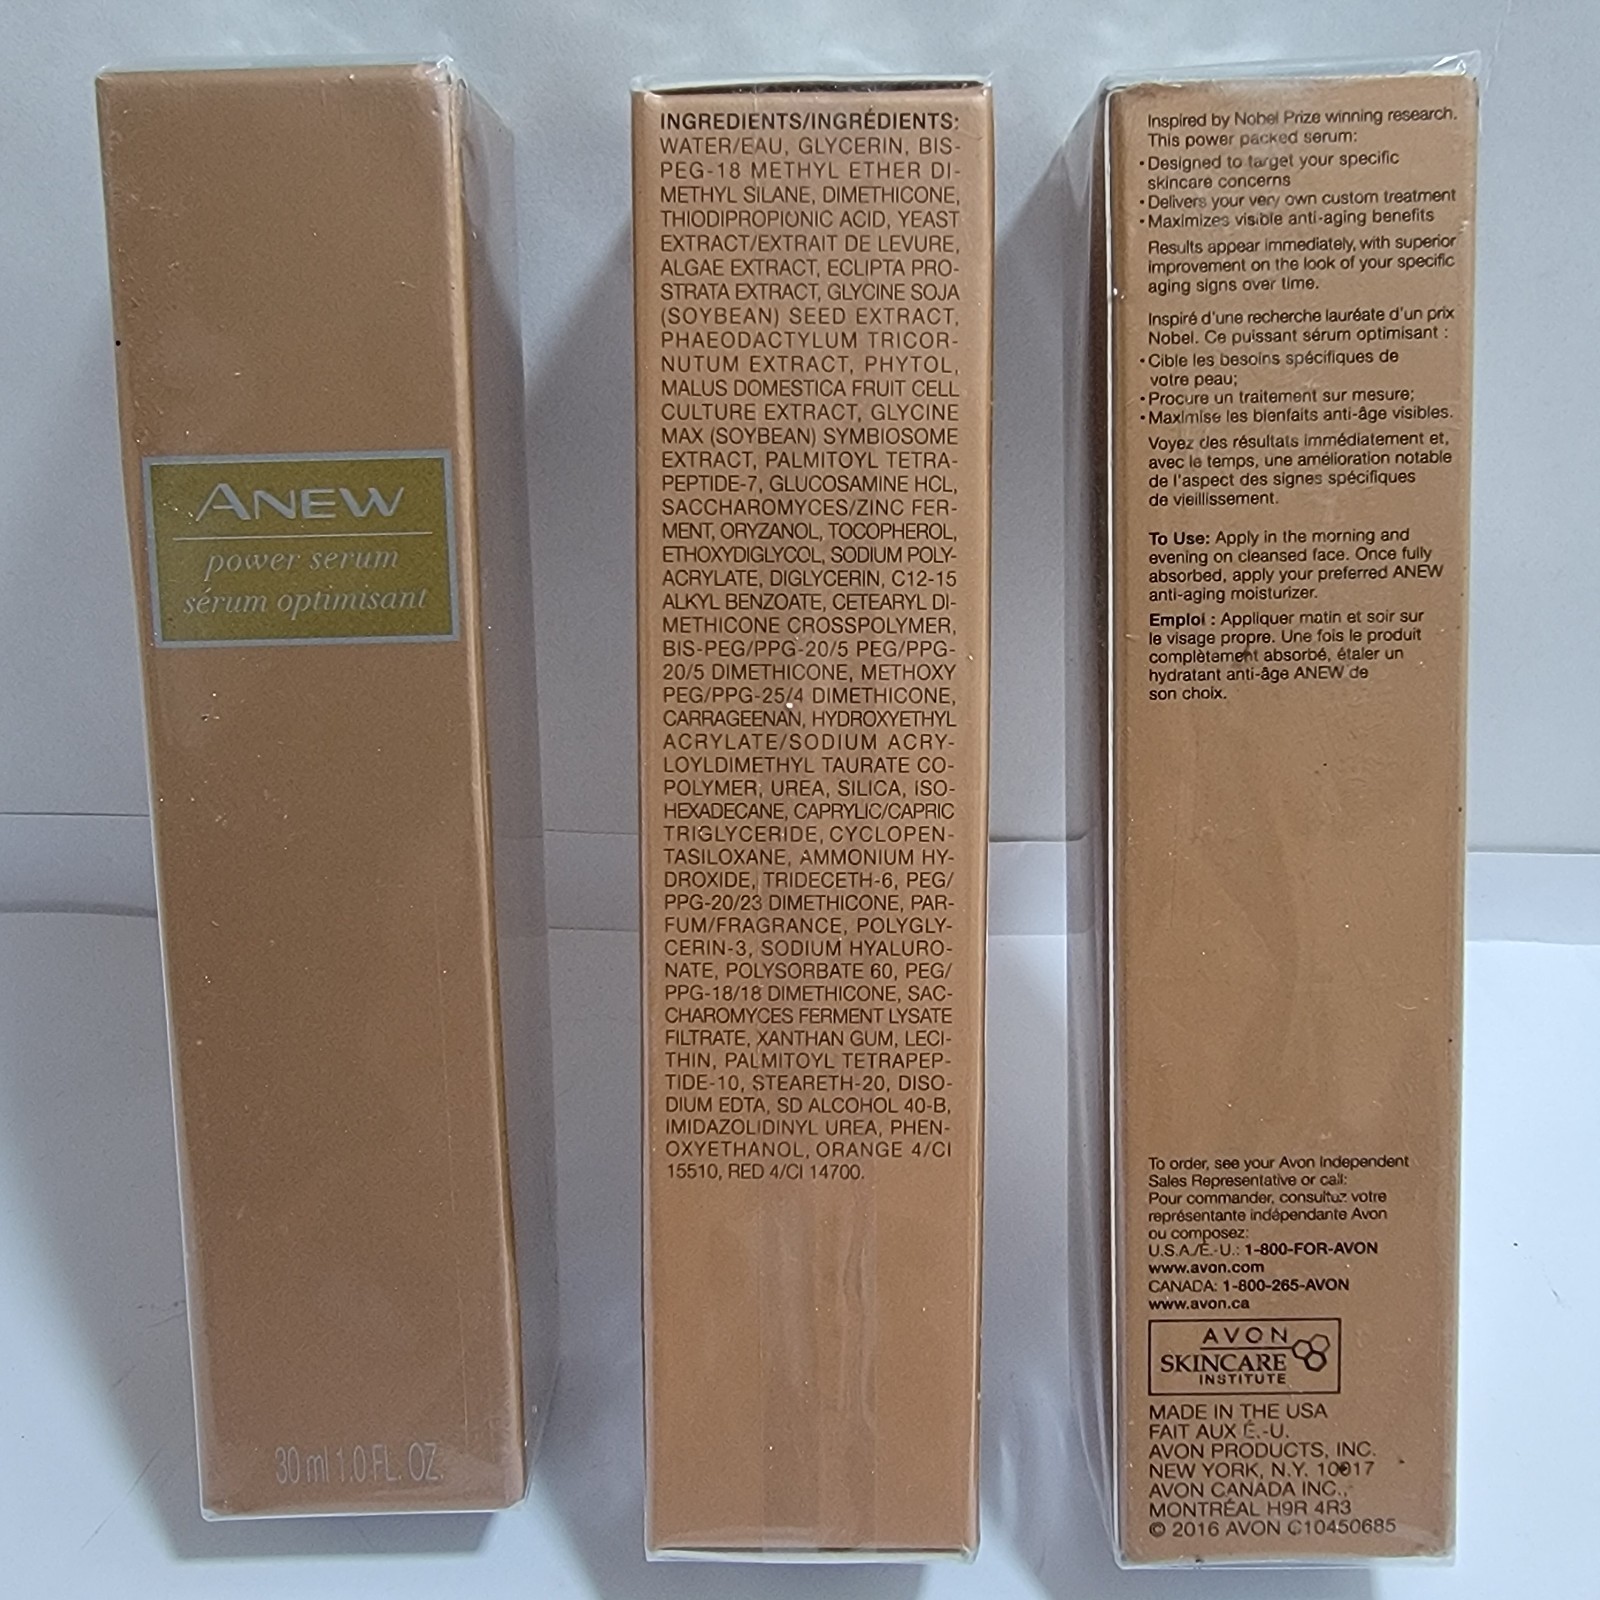 ANEW
power serum
sérum optimisant
30 ml 1.0 FL. OZ.
INGREDIENTS/INGRÉDIENTS:
WATER/EAU, GLYCERIN, BIS-
PEG-18 METHYL ETHER DI-
METHYL SILANE, DIMETHICONE,
THIODIPROPIONIC ACID, YEAST
EXTRACT/EXTRAIT DE LEVURE,
ALGAE EXTRACT, ECLIPTA PRO-
STRATA EXTRACT, GLYCINE SOJA
(SOYBEAN) SEED EXTRACT,
PHAEODACTYLUM TRICOR-
NUTUM EXTRACT, PHYTOL,
MALUS DOMESTICA FRUIT CELL
CULTURE EXTRACT, GLYCINE
MAX (SOYBEAN) SYMBIOSOME
EXTRACT, PALMITOYL TETRA-
PEPTIDE-7, GLUCOSAMINE HCL,
SACCHAROMYCES/ZINC FER-
MENT, ORYZANOL, TOCOPHEROL,
ETHOXYDIGLYCOL, SODIUM POLY-
ACRYLATE, DIGLYCERIN, C12-15
ALKYL BENZOATE, CETEARYL DI-
METHICONE CROSSPOLYMER,
BIS-PEG/PPG-20/5 PEG/PPG-
20/5 DIMETHICONE, METHOXY
PEG/PPG-25/4 DIMETHICONE,
CARRAGEENAN, HYDROXYETHYL
ACRYLATE/SODIUM ACRY-
LOYLDIMETHYL TAURATE CO-
POLYMER, UREA, SILICA, ISO-
HEXADECANE, CAPRYLIC/CAPRIC
TRIGLYCERIDE, CYCLOPEN-
TASILOXANE, AMMONIUM HY-
DROXIDE, TRIDECETH-6, PEG/
PPG-20/23 DIMETHICONE, PAR-
FUM/FRAGRANCE, POLYGLY-
CERIN-3, SODIUM HYALURO-
NATE, POLYSORBATE 60, PEG/
PPG-18/18 DIMETHICONE, SAC-
CHAROMYCES FERMENT LYSATE
FILTRATE, XANTHAN GUM, LECI-
THIN, PALMITOYL TETRAPEP-
TIDE-10, STEARETH-20, DISO-
DIUM EDTA, SD ALCOHOL 40-B,
IMIDAZOLIDINYL UREA, PHEN-
OXYETHANOL, ORANGE 4/CI
15510, RED 4/CI 14700.
Inspired by Nobel Prize winning research.
This power packed serum:
• Designed to target your specific
skincare concerns
• Delivers your very own custom treatment
• Maximizes visible anti-aging benefits
Results appear immediately, with superior
improvement on the look of your specific
aging signs over time.
Inspiré d'une recherche lauréate d'un prix
Nobel. Ce puissant sérum optimisant :
• Cible les besoins spécifiques de
votre peau;
• Procure un traitement sur mesure;
• Maximise les bienfaits anti-âge visibles.
Voyez des résultats immédiatement et,
avec le temps, une amélioration notable
de l'aspect des signes spécifiques
de vieillissement.
To Use: Apply in the morning and
evening on cleansed face. Once fully
absorbed, apply your preferred ANEW
anti-aging moisturizer.
Emploi : Appliquer matin et soir sur
le visage propre. Une fois le produit
complètement absorbé, étaler un
hydratant anti-âge ANEW de
son choix.
To order, see your Avon Independent
Sales Representative or call:
Pour commander, consultez votre
représentante indépendante Avon
ou composez:
U.S.A./É.-U.: 1-800-FOR-AVON
www.avon.com
CANADA: 1-800-265-AVON
www.avon.ca
AVON
SKINCARE
INSTITUTE
MADE IN THE USA
FAIT AUX É.-U.
AVON PRODUCTS, INC.
NEW YORK, N.Y. 10017
AVON CANADA INC.,
MONTRÉAL H9R 4R3
© 2016 AVON C10450685